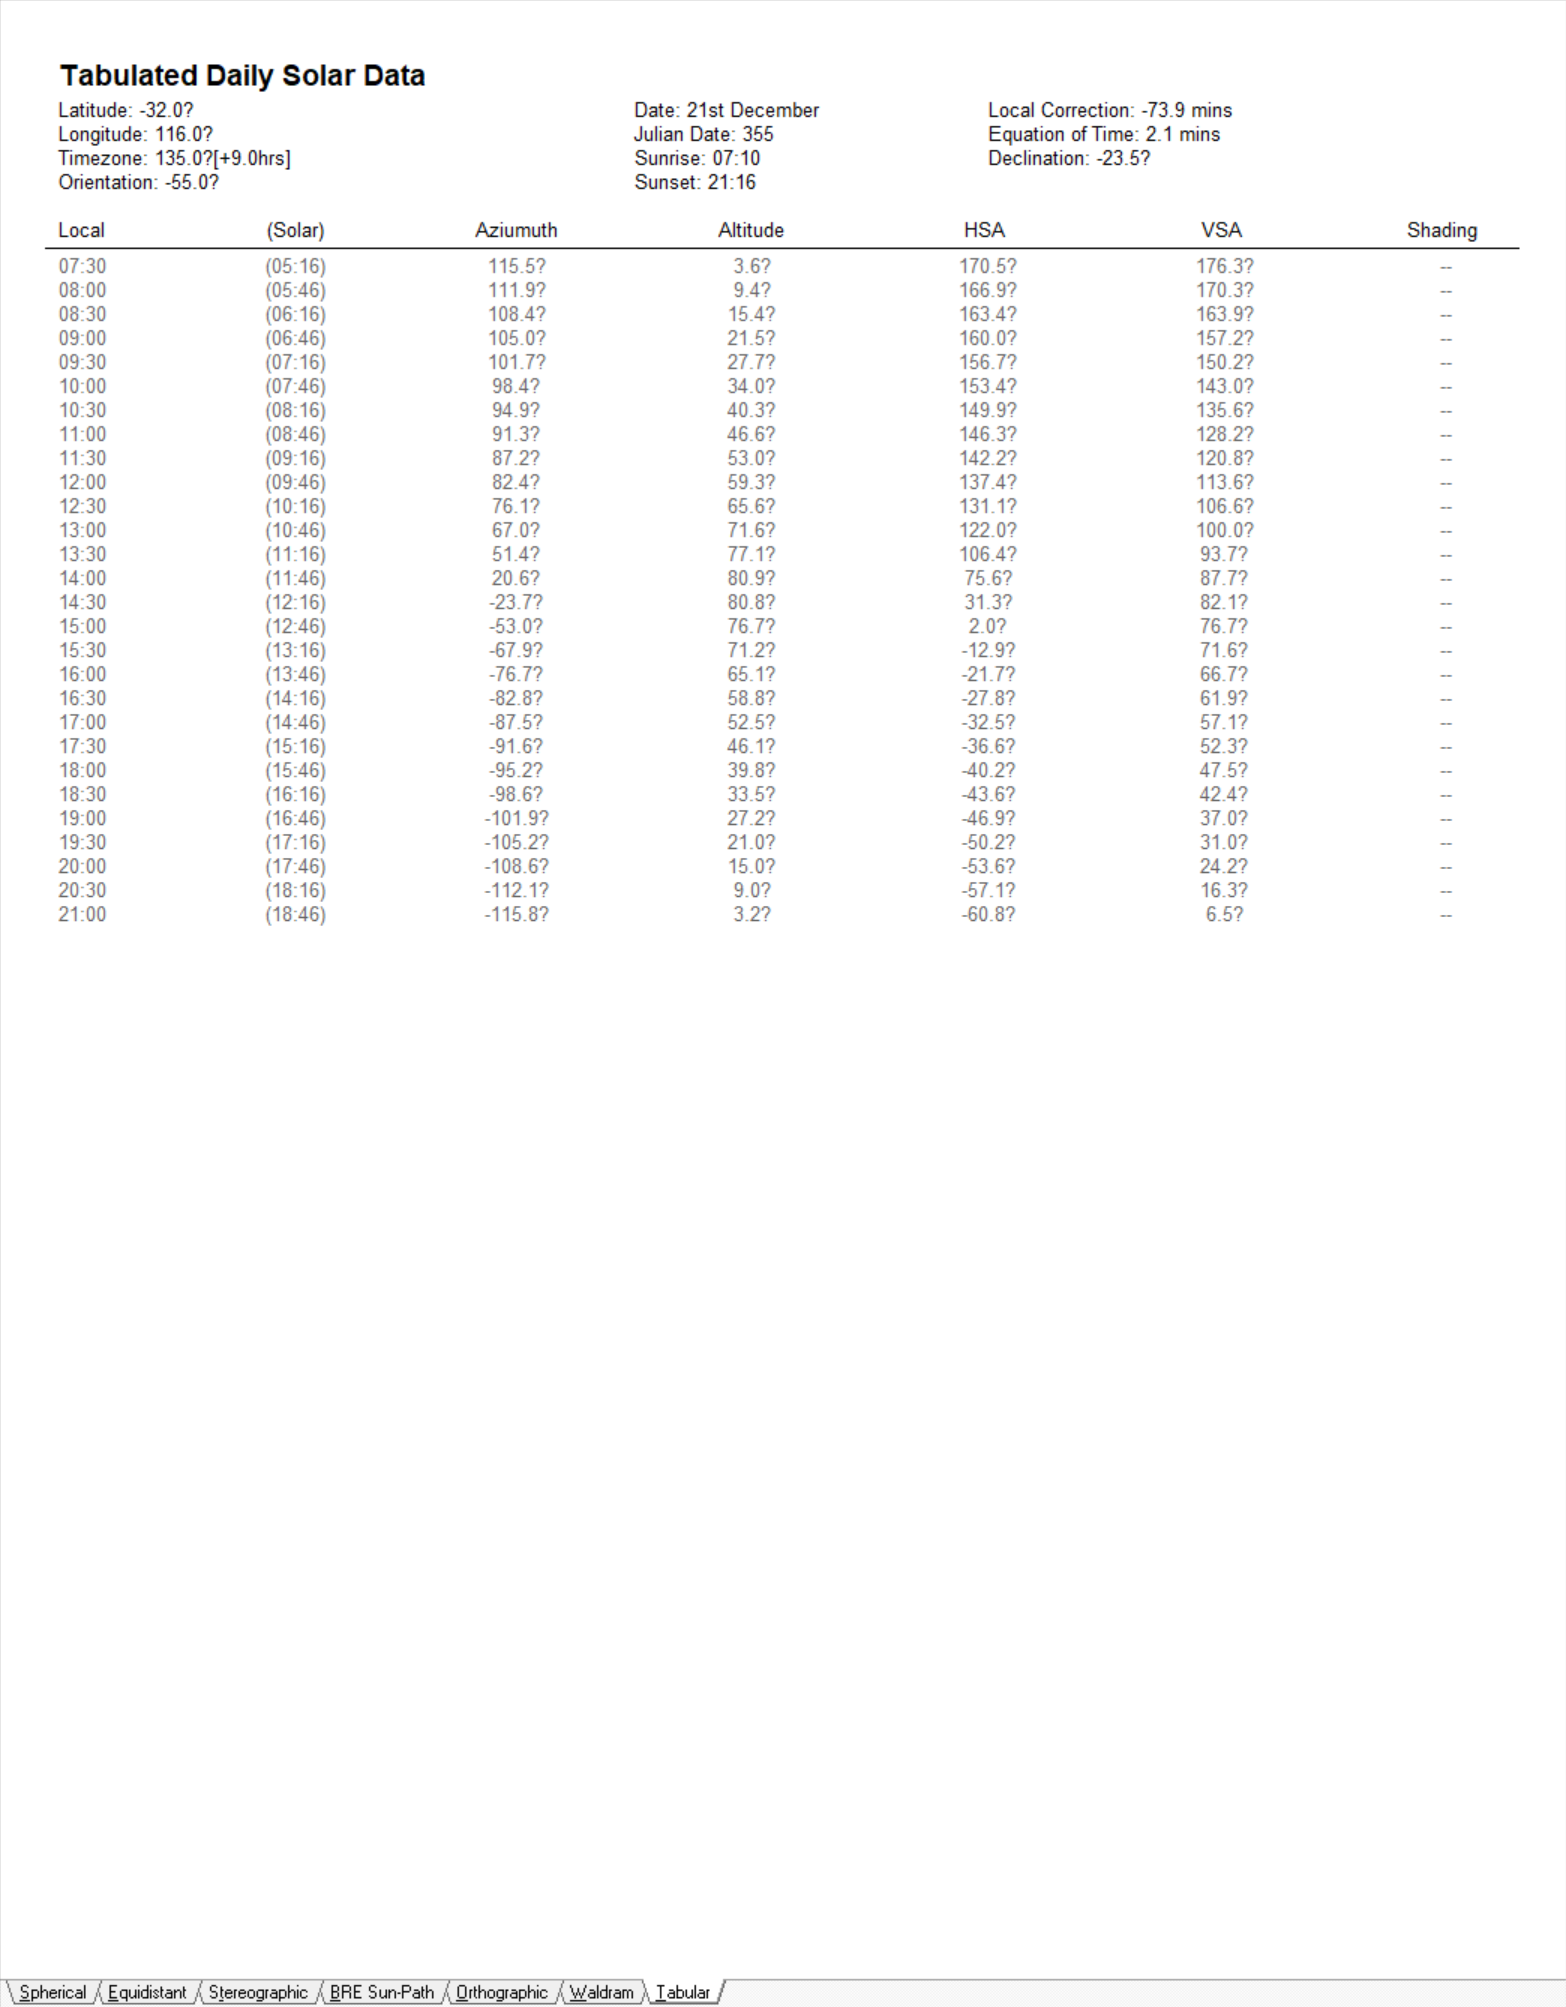 Tabulated Daily Solar Data
Latitude: -32.0? Date: 21st December Local Correction: -73.9 mins
Longitude: 116.0? Julian Date: 355 Equation of Time: 2.1 mins
Timezone: 135.0?[+9.0hrs] Sunrise: 07:10 Declination: -23.5?
Orientation: -55.0? Sunset: 21:16
Local (Solar) Aziumuth Altitude HSA VSA Shading
07:30 (05:16) 115.5? 3.6? 170.5? 176.3? --
08:00 (05:46) 111.9? 9.4? 166.9? 170.3? --
08:30 (06:16) 108.4? 15.4? 163.4? 163.9? --
09:00 (06:46) 105.0? 21.5? 160.0? 157.2? --
09:30 (07:16) 101.7? 27.7? 156.7? 150.2? --
10:00 (07:46) 98.4? 34.0? 153.4? 143.0? --
10:30 (08:16) 94.9? 40.3? 149.9? 135.6? --
11:00 (08:46) 91.3? 46.6? 146.3? 128.2? --
11:30 (09:16) 87.2? 53.0? 142.2? 120.8? --
12:00 (09:46) 82.4? 59.3? 137.4? 113.6? --
12:30 (10:16) 76.1? 65.6? 131.1? 106.6? --
13:00 (10:46) 67.0? 71.6? 122.0? 100.0? --
13:30 (11:16) 51.4? 77.1? 106.4? 93.7? --
14:00 (11:46) 20.6? 80.9? 75.6? 87.7? --
14:30 (12:16) -23.7? 80.8? 31.3? 82.1? --
15:00 (12:46) -53.0? 76.7? 2.0? 76.7? --
15:30 (13:16) -67.9? 71.2? -12.9? 71.6? --
16:00 (13:46) -76.7? 65.1? -21.7? 66.7? --
16:30 (14:16) -82.8? 58.8? -27.8? 61.9? --
17:00 (14:46) -87.5? 52.5? -32.5? 57.1? --
17:30 (15:16) -91.6? 46.1? -36.6? 52.3? --
18:00 (15:46) -95.2? 39.8? -40.2? 47.5? --
18:30 (16:16) -98.6? 33.5? -43.6? 42.4? --
19:00 (16:46) -101.9? 27.2? -46.9? 37.0? --
19:30 (17:16) -105.2? 21.0? -50.2? 31.0? --
20:00 (17:46) -108.6? 15.0? -53.6? 24.2? --
20:30 (18:16) -112.1? 9.0? -57.1? 16.3? --
21:00 (18:46) -115.8? 3.2? -60.8? 6.5? --
Spherical Equidistant Stereographic BRE Sun-Path Orthographic Waldram Tabular